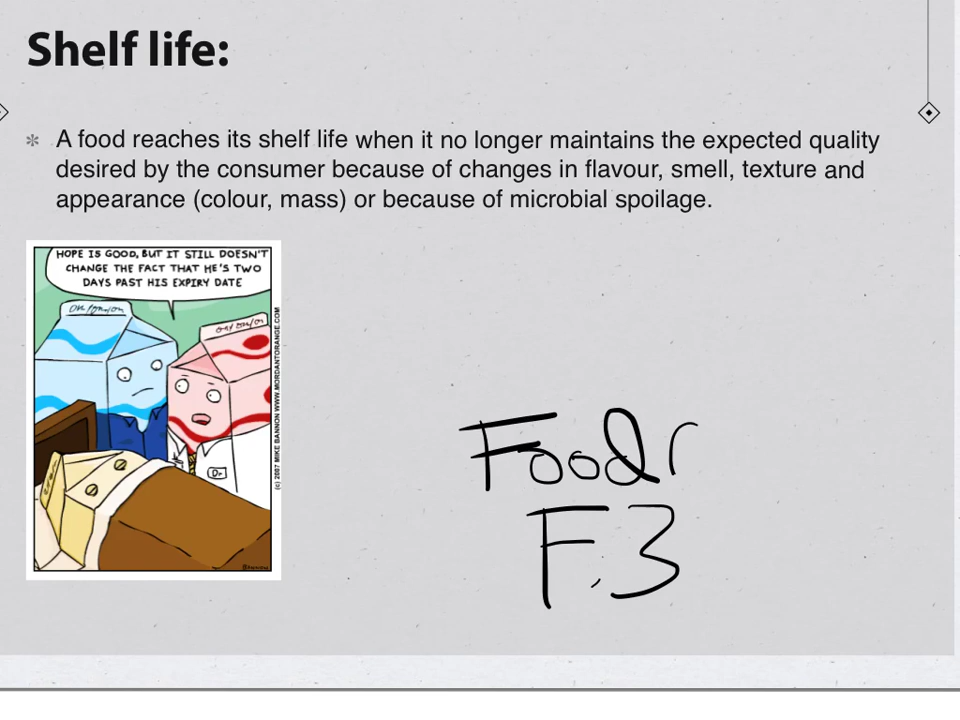 Shelf life:
A food reaches its shelf life when it no longer maintains the expected quality
desired by the consumer because of changes in flavour, smell, texture and
appearance (colour, mass) or because of microbial spoilage.
HOPE IS GOOD, BUT IT STILL DOESN'T
CHANGE THE FACT THAT HE'S TWO
DAYS PAST HIS EXPIRY DATE
(c) 2007 MIKE BANNON WWW.MORDANTORANGE.COM
Dr
BANNON
Food
F.3